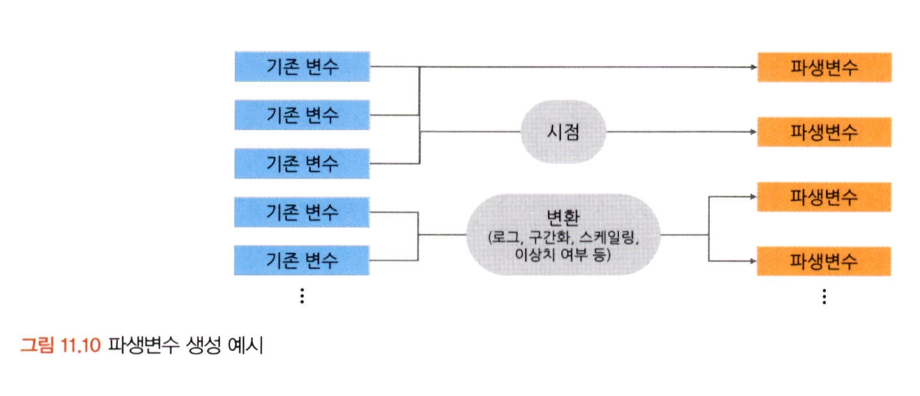 기존 변수
파생변수
기존 변수
시점
파생변수
기존 변수
기존 변수
변환
(로그, 구간화, 스케일링,
이상치 여부 등)
파생변수
기존 변수
파생변수
그림 11.10 파생변수 생성 예시